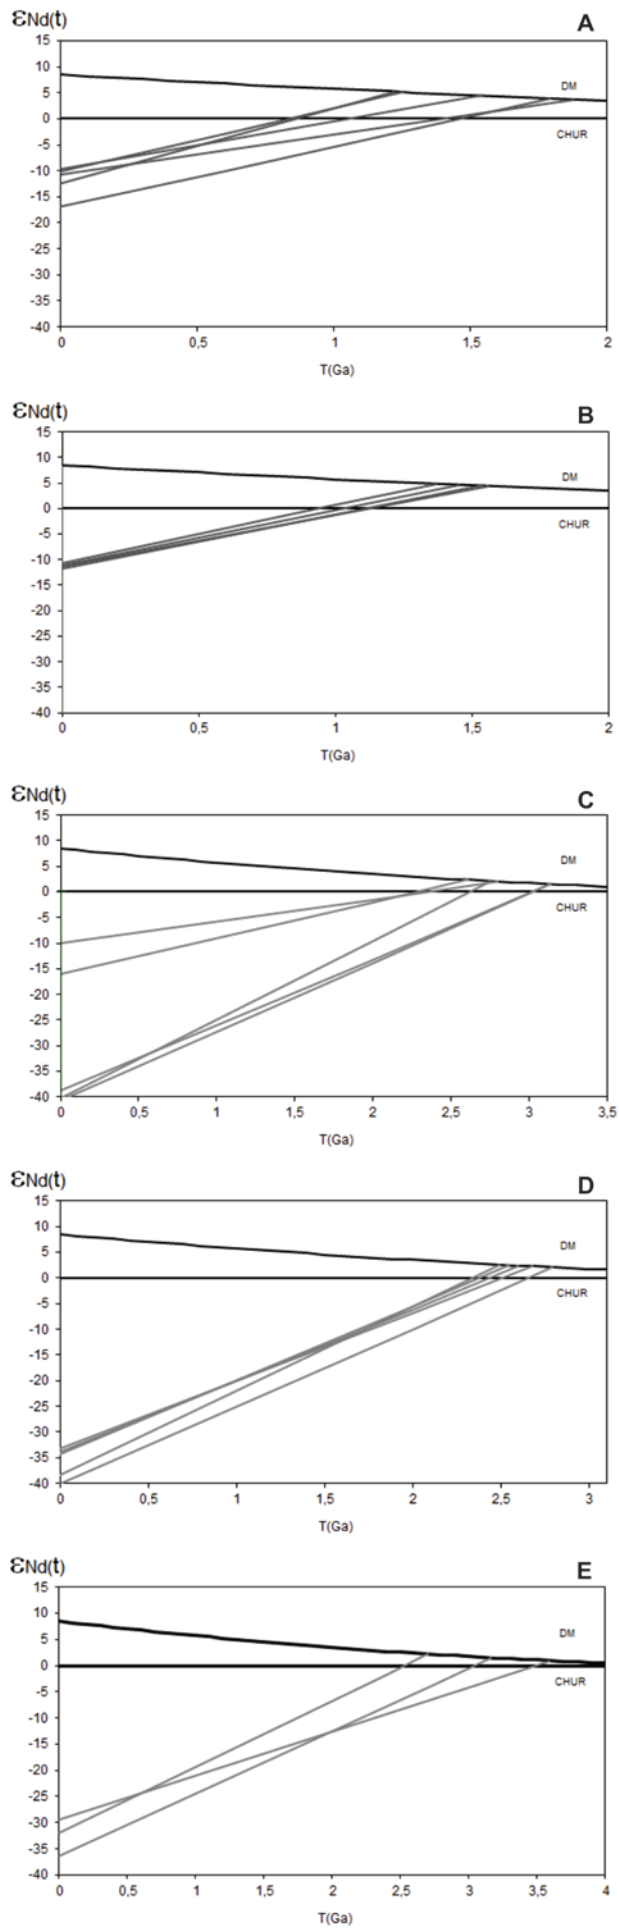 εNd(t)
A
15
10
5
0
-5
-10
-15
-20
-25
-30
-35
-40
DM
CHUR
0 0,5 1 1,5 2
T(Ga)
εNd(t)
B
15
10
5
0
-5
-10
-15
-20
-25
-30
-35
-40
DM
CHUR
0 0,5 1 1,5 2
T(Ga)
εNd(t)
C
15
10
5
0
-5
-10
-15
-20
-25
-30
-35
-40
DM
CHUR
0 0,5 1 1,5 2 2,5 3 3,5
T(Ga)
εNd(t)
D
15
10
5
0
-5
-10
-15
-20
-25
-30
-35
-40
DM
CHUR
0 0,5 1 1,5 2 2,5 3
T(Ga)
εNd(t)
E
15
10
5
0
-5
-10
-15
-20
-25
-30
-35
-40
DM
CHUR
0 0,5 1 1,5 2 2,5 3 3,5 4
T(Ga)